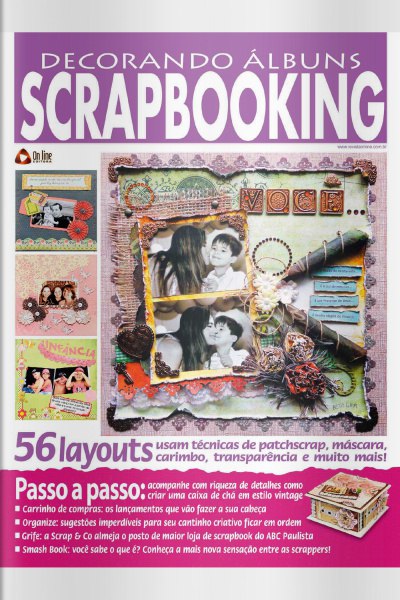 DECORANDO ÁLBUNS
SCRAPBOOKING
On line
EDITORA
VOCÊ...
INFÂNCIA
56 layouts usam técnicas de patchscrap, máscara,
carimbo, transparência e muito mais!
Passo a passo: acompanhe com riqueza de detalhes como
criar uma caixa de chá em estilo vintage
■ Carrinho de compras: os lançamentos que vão fazer a sua cabeça
■ Organize: sugestões imperdíveis para seu cantinho criativo ficar em ordem
■ Grife: a Scrap & Co almeja o posto de maior loja de scrapbook do ABC Paulista
■ Smash Book: você sabe o que é? Conheça a mais nova sensação entre as scrappers!